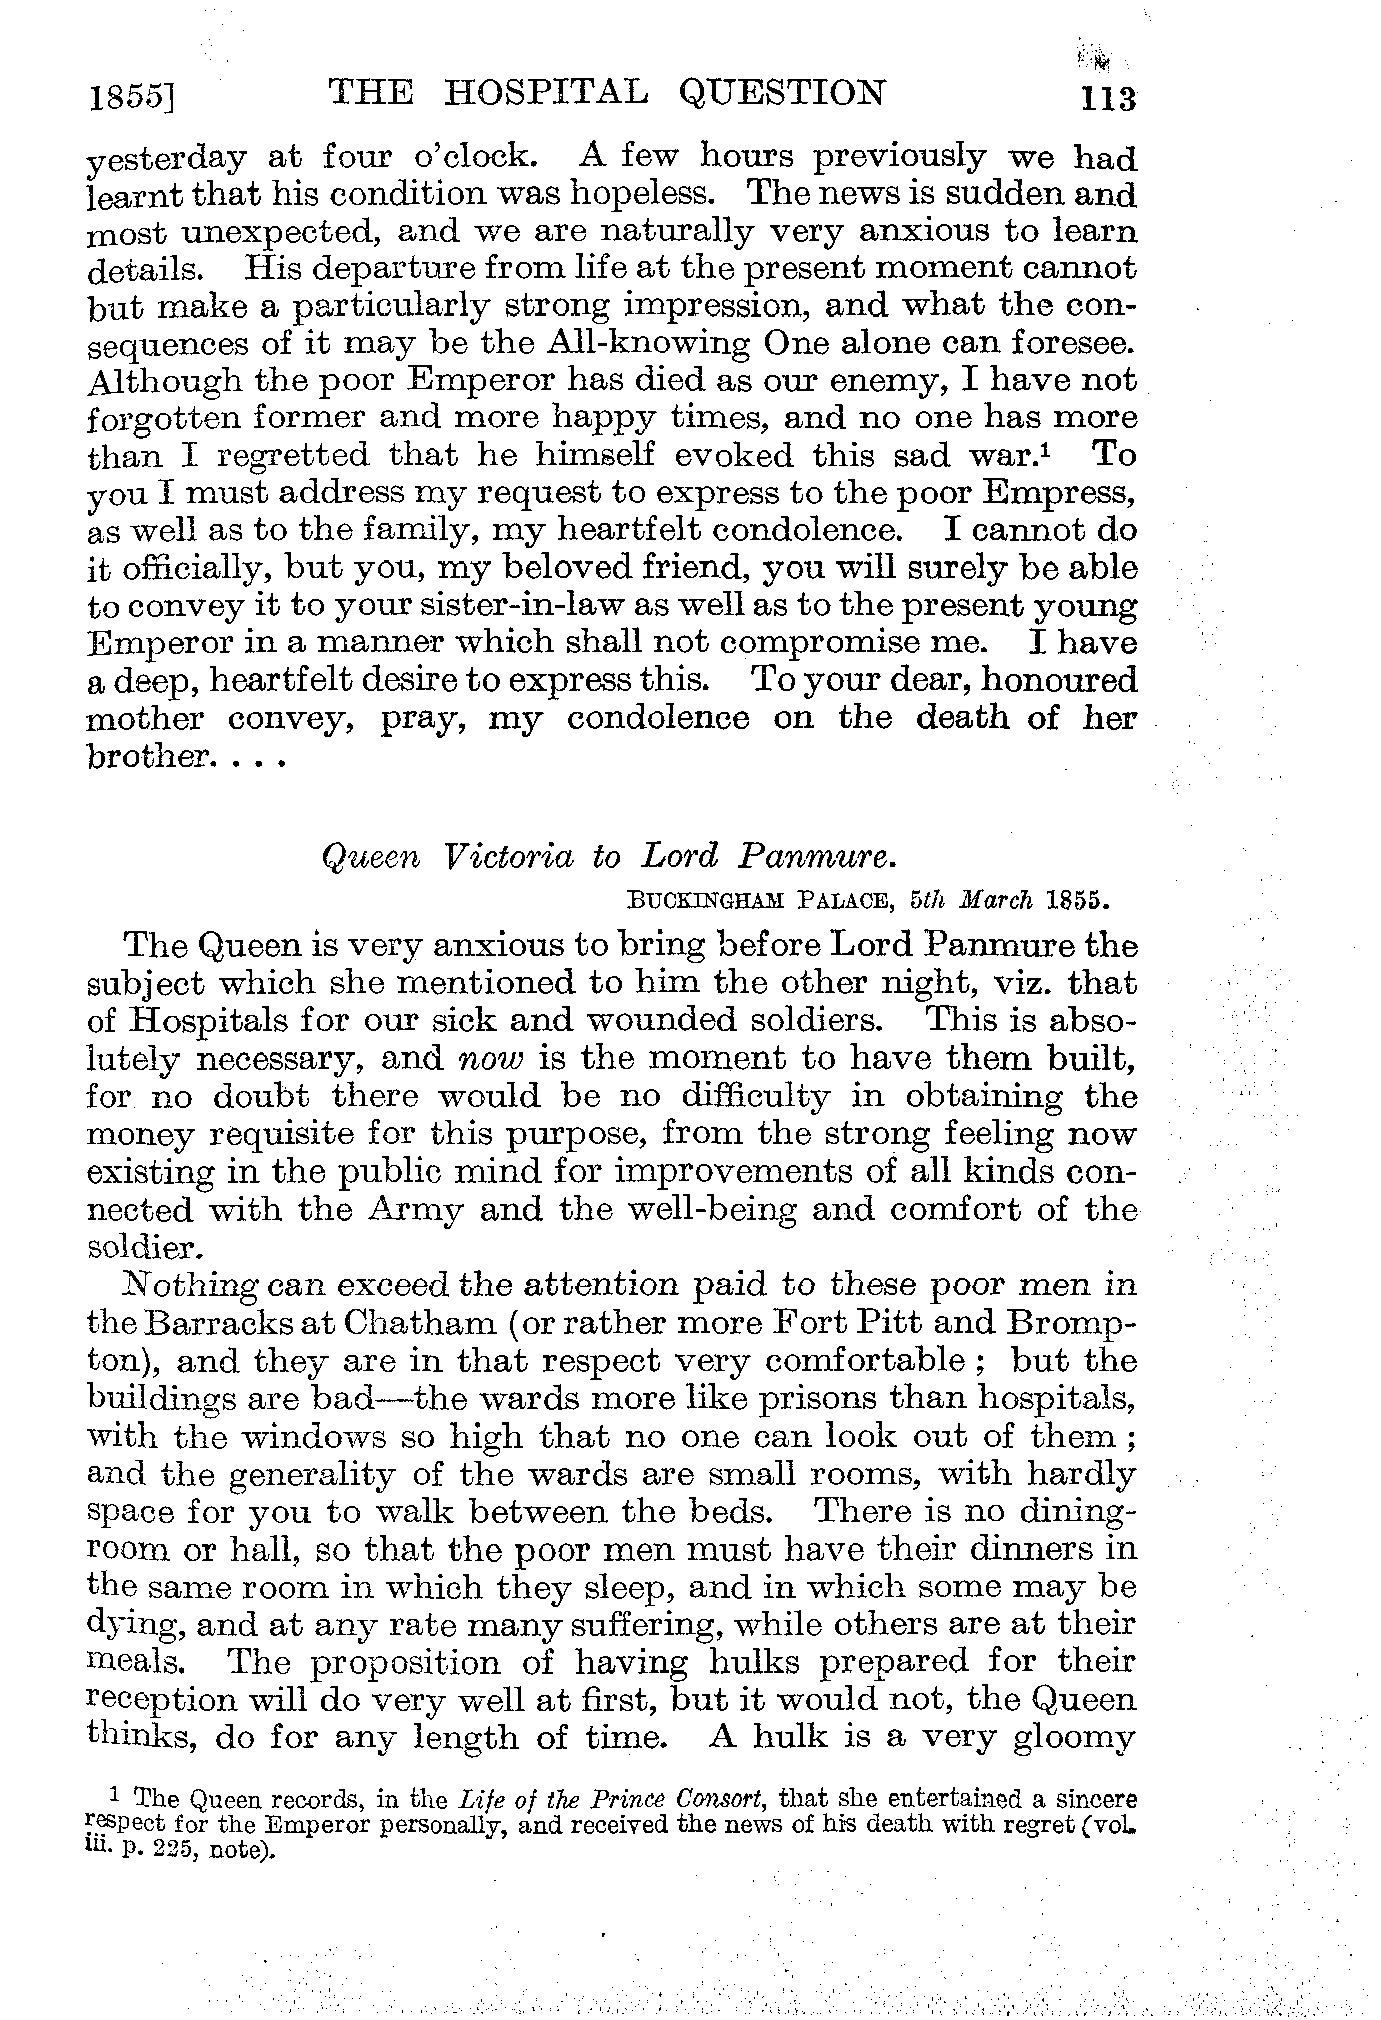 1855] THE HOSPITAL QUESTION 113
yesterday at four o'clock. A few hours previously we had
learnt that his condition was hopeless. The news is sudden and
most unexpected, and we are naturally very anxious to learn
details. His departure from life at the present moment cannot
but make a particularly strong impression, and what the con-
sequences of it may be the All-knowing One alone can foresee.
Although the poor Emperor has died as our enemy, I have not
forgotten former and more happy times, and no one has more
than I regretted that he himself evoked this sad war.¹ To
you I must address my request to express to the poor Empress,
as well as to the family, my heartfelt condolence. I cannot do
it officially, but you, my beloved friend, you will surely be able
to convey it to your sister-in-law as well as to the present young
Emperor in a manner which shall not compromise me. I have
a deep, heartfelt desire to express this. To your dear, honoured
mother convey, pray, my condolence on the death of her
brother. . . .
Queen Victoria to Lord Panmure.
BUCKINGHAM PALACE, 5th March 1855.
The Queen is very anxious to bring before Lord Panmure the
subject which she mentioned to him the other night, viz. that
of Hospitals for our sick and wounded soldiers. This is abso-
lutely necessary, and now is the moment to have them built,
for no doubt there would be no difficulty in obtaining the
money requisite for this purpose, from the strong feeling now
existing in the public mind for improvements of all kinds con-
nected with the Army and the well-being and comfort of the
soldier.
Nothing can exceed the attention paid to these poor men in
the Barracks at Chatham (or rather more Fort Pitt and Bromp-
ton), and they are in that respect very comfortable ; but the
buildings are bad—the wards more like prisons than hospitals,
with the windows so high that no one can look out of them ;
and the generality of the wards are small rooms, with hardly
space for you to walk between the beds. There is no dining-
room or hall, so that the poor men must have their dinners in
the same room in which they sleep, and in which some may be
dying, and at any rate many suffering, while others are at their
meals. The proposition of having hulks prepared for their
reception will do very well at first, but it would not, the Queen
thinks, do for any length of time. A hulk is a very gloomy
¹ The Queen records, in the Life of the Prince Consort, that she entertained a sincere
respect for the Emperor personally, and received the news of his death with regret (vol.
iii. p. 225, note).